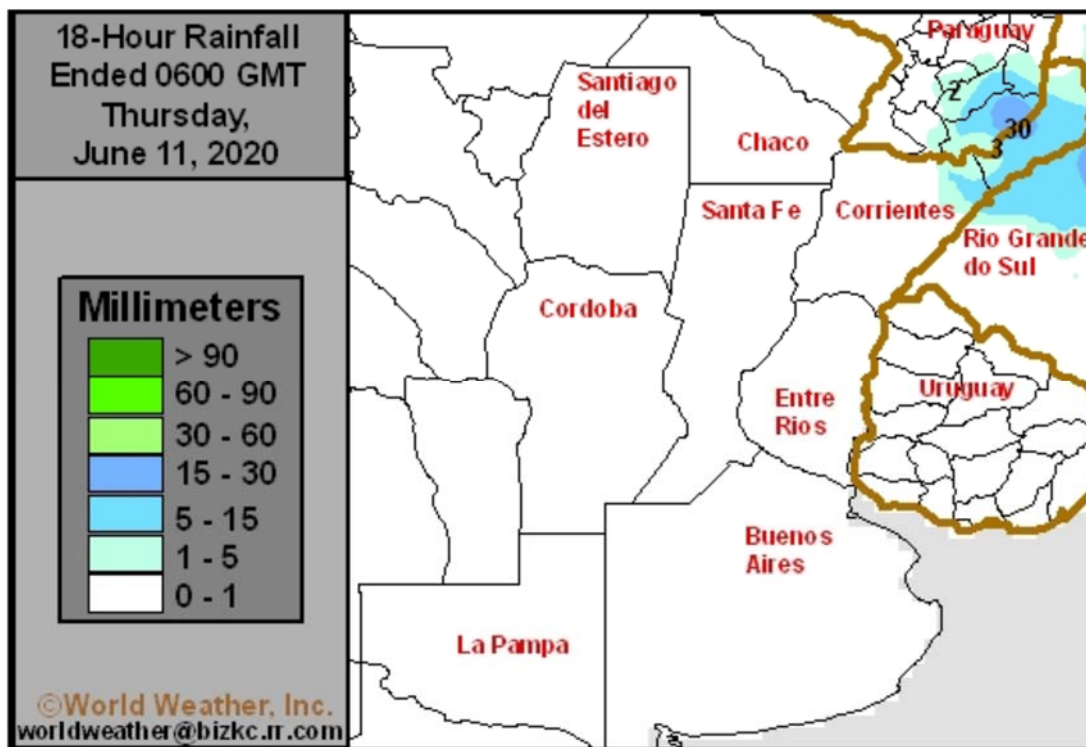 18-Hour Rainfall
Ended 0600 GMT
Thursday,
June 11, 2020
Millimeters
> 90
60 - 90
30 - 60
15 - 30
5 - 15
1 - 5
0 - 1
©World Weather, Inc.
worldweather@bizkc.rr.com
Paraguay
2
30
3
Santiago
del
Estero
Chaco
Santa Fe
Corrientes
Rio Grande
do Sul
Cordoba
Entre
Rios
Uruguay
Buenos
Aires
La Pampa